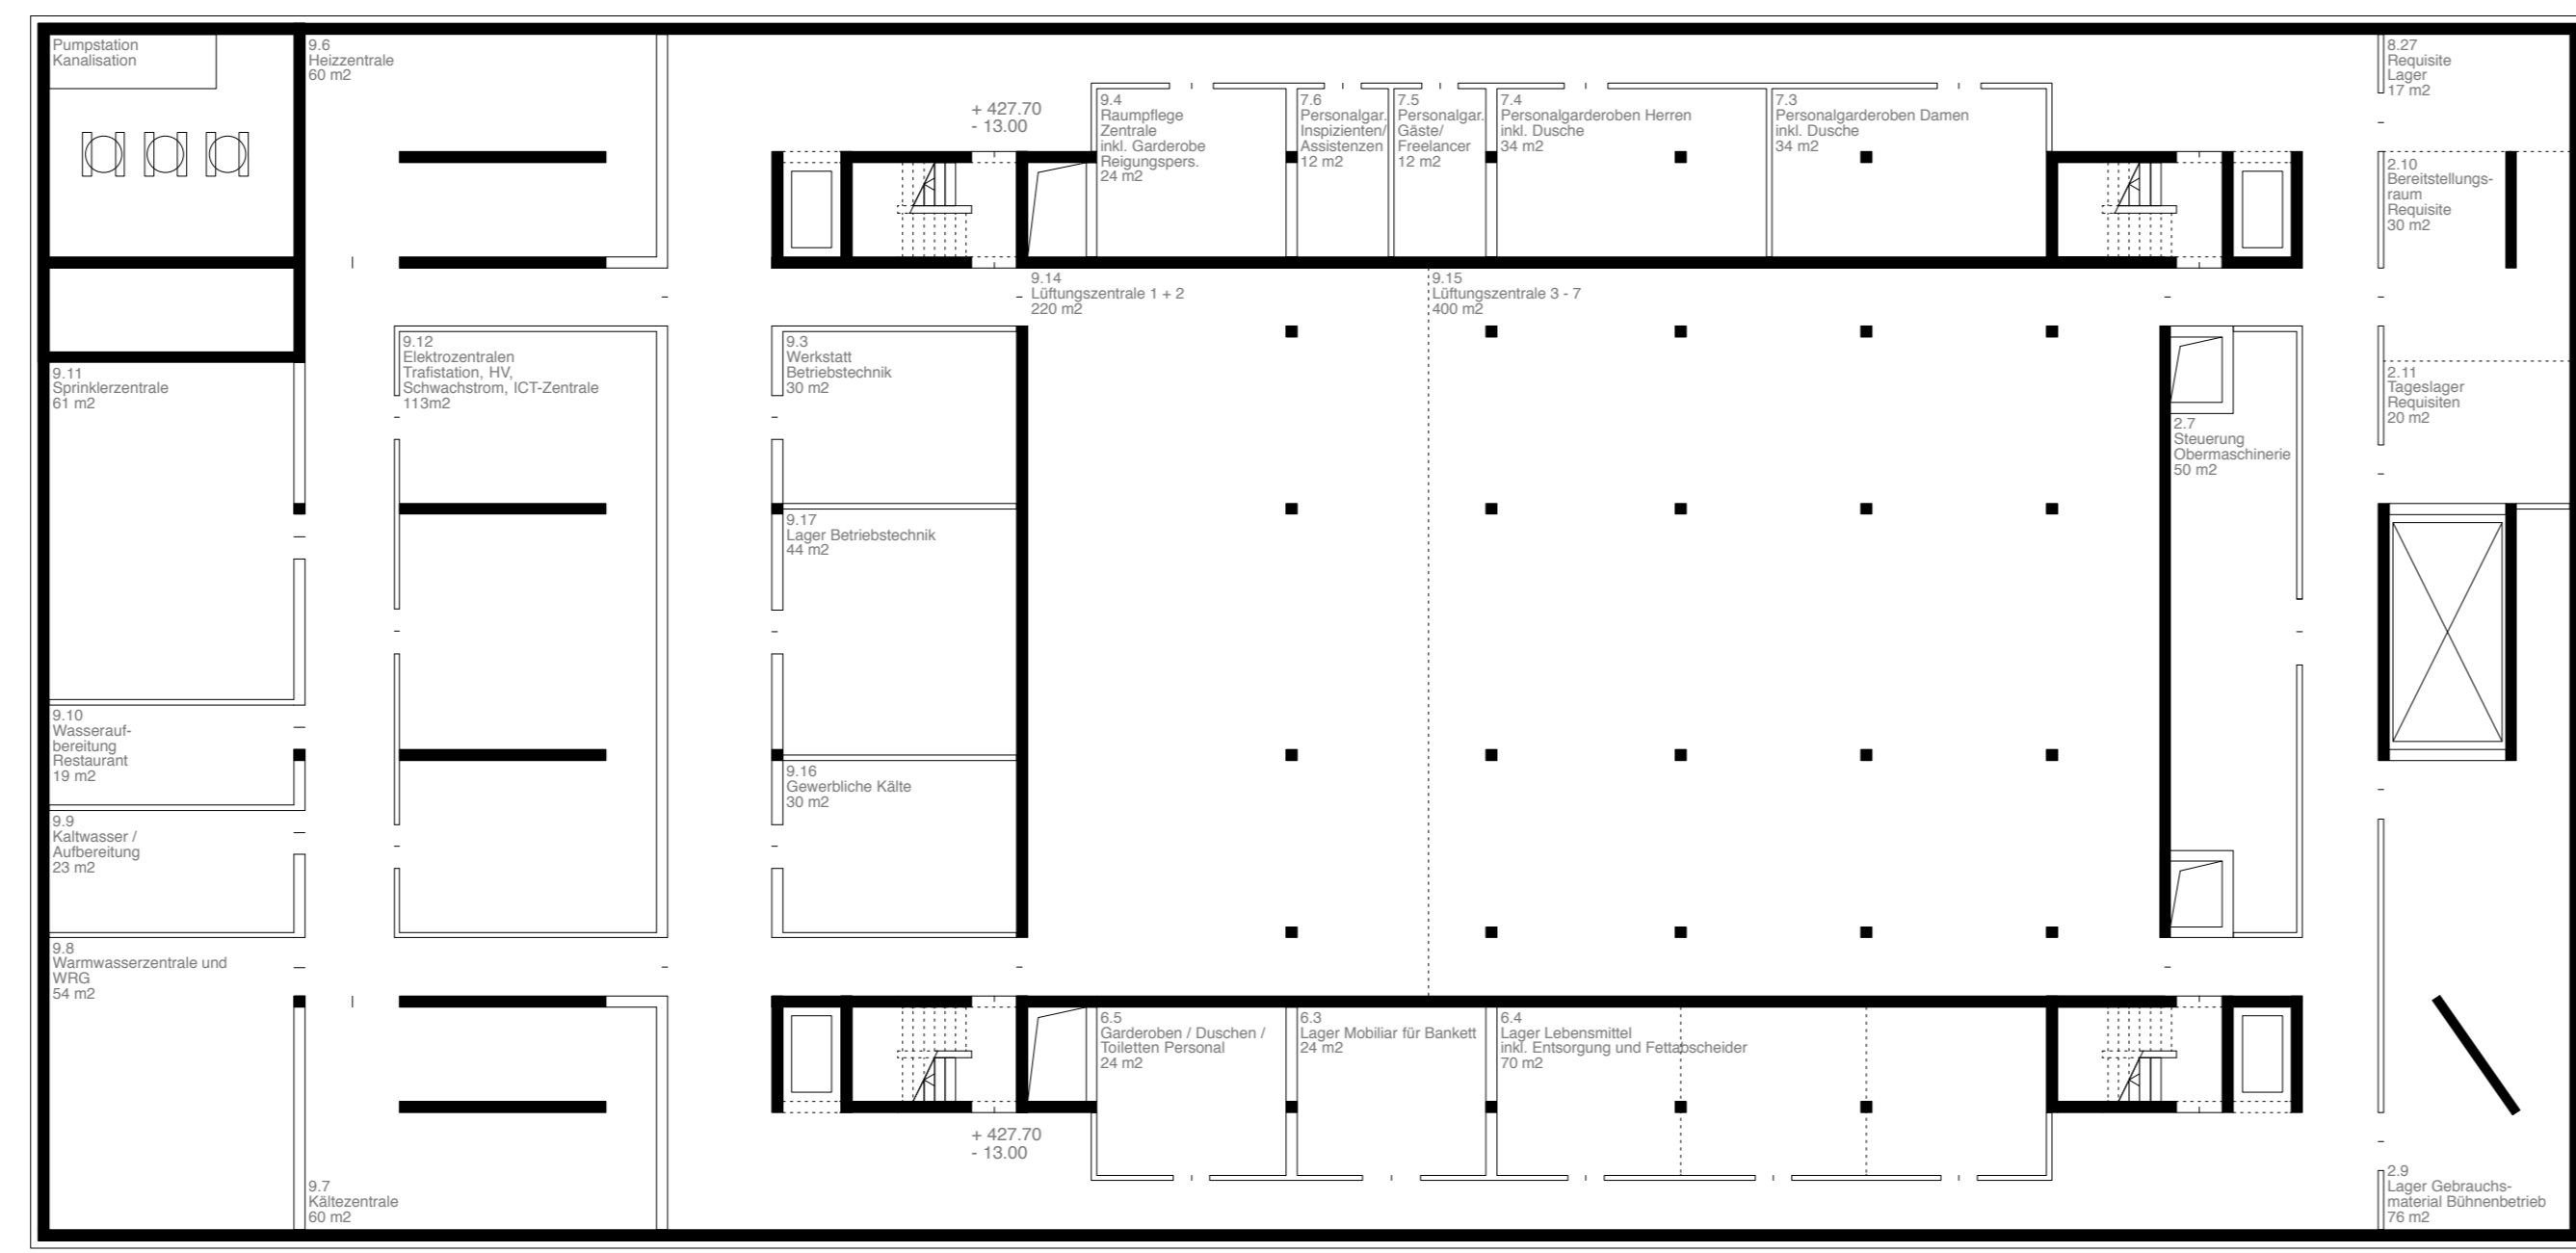 Pumpstation
Kanalisation
9.6
Heizzentrale
60 m2
+ 427.70
- 13.00
9.4
Raumpflege
Zentrale
inkl. Garderobe
Reigungspers.
24 m2
7.6
Personalgar.
Inspizienten/
Assistenzen
12 m2
7.5
Personalgar.
Gäste/
Freelancer
12 m2
7.4
Personalgarderoben Herren
inkl. Dusche
34 m2
7.3
Personalgarderoben Damen
inkl. Dusche
34 m2
8.27
Requisite
Lager
17 m2
2.10
Bereitstellungs-
raum
Requisite
30 m2
9.14
Lüftungszentrale 1 + 2
220 m2
9.15
Lüftungszentrale 3 - 7
400 m2
9.11
Sprinklerzentrale
61 m2
9.12
Elektrozentralen
Trafistation, HV,
Schwachstrom, ICT-Zentrale
113m2
9.3
Werkstatt
Betriebstechnik
30 m2
2.11
Tageslager
Requisiten
20 m2
2.7
Steuerung
Obermaschinerie
50 m2
9.17
Lager Betriebstechnik
44 m2
9.10
Wasserauf-
bereitung
Restaurant
19 m2
9.16
Gewerbliche Kälte
30 m2
9.9
Kaltwasser /
Aufbereitung
23 m2
9.8
Warmwasserzentrale und
WRG
54 m2
6.5
Garderoben / Duschen /
Toiletten Personal
24 m2
6.3
Lager Mobiliar für Bankett
24 m2
6.4
Lager Lebensmittel
inkl. Entsorgung und Fettabscheider
70 m2
+ 427.70
- 13.00
9.7
Kältezentrale
60 m2
2.9
Lager Gebrauchs-
material Bühnenbetrieb
76 m2